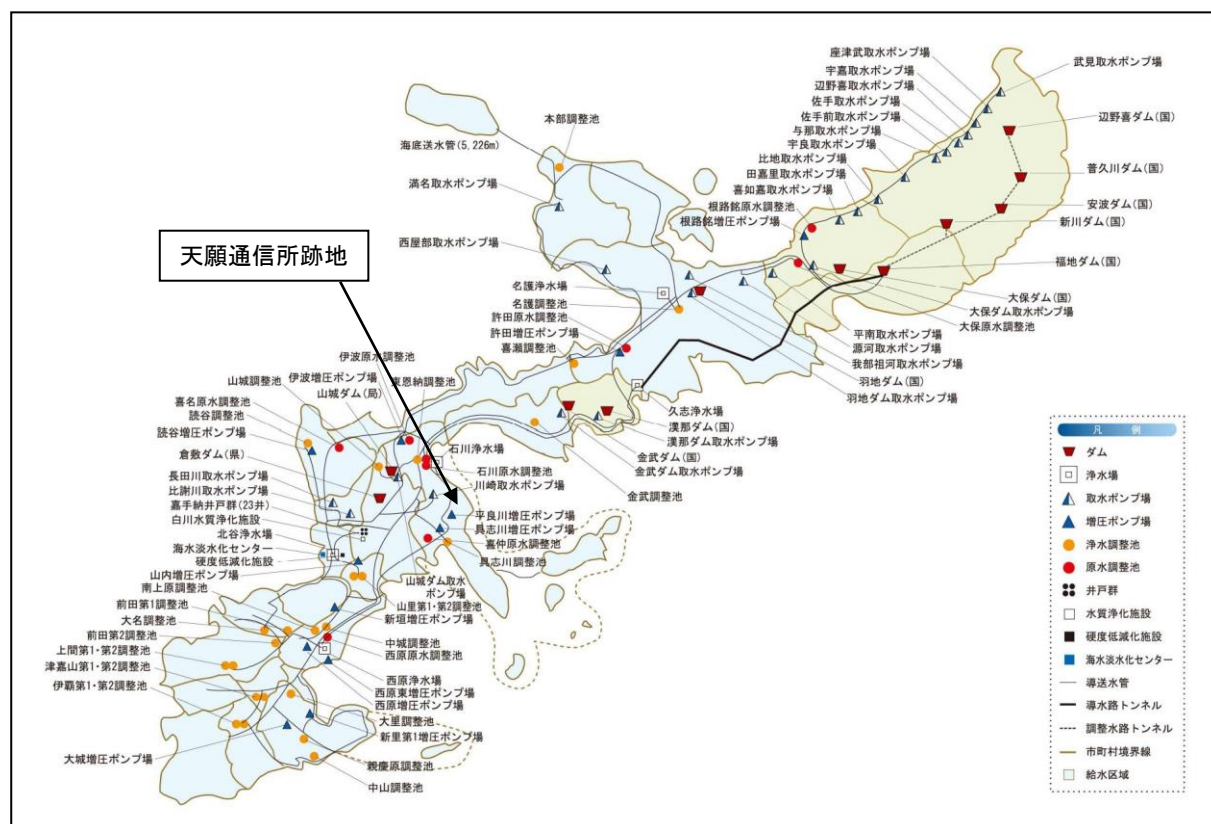 座津武取水ポンプ場
宇嘉取水ポンプ場
辺野喜取水ポンプ場
佐手取水ポンプ場
佐手前取水ポンプ場
与那取水ポンプ場
宇良取水ポンプ場
比地取水ポンプ場
田嘉里取水ポンプ場
喜如嘉取水ポンプ場
根路銘原水調整池
根路銘増圧ポンプ場
武見取水ポンプ場
辺野喜ダム(国)
普久川ダム(国)
安波ダム(国)
新川ダム(国)
福地ダム(国)
大保ダム(国)
大保ダム取水ポンプ場
大保原水調整池
平南取水ポンプ場
源河取水ポンプ場
我部祖河取水ポンプ場
羽地ダム(国)
羽地ダム取水ポンプ場
本部調整池
海底送水管(5,226m)
満名取水ポンプ場
西屋部取水ポンプ場
天願通信所跡地
名護浄水場
名護調整池
許田原水調整池
許田増圧ポンプ場
喜瀬調整池
久志浄水場
漢那ダム(国)
漢那ダム取水ポンプ場
金武ダム(国)
金武ダム取水ポンプ場
金武調整池
伊波原水調整池
伊波増圧ポンプ場
東恩納調整池
山城調整池
山城ダム(局)
喜名原水調整池
読谷調整池
読谷増圧ポンプ場
倉敷ダム(県)
長田川取水ポンプ場
比謝川取水ポンプ場
嘉手納井戸群(23井)
白川水質浄化施設
北谷浄水場
海水淡水化センター
硬度低減化施設
山内増圧ポンプ場
南上原調整池
前田第1調整池
大名調整池
前田第2調整池
上間第1・第2調整池
津嘉山第1・第2調整池
伊覇第1・第2調整池
大城増圧ポンプ場
石川浄水場
石川原水調整池
川崎取水ポンプ場
平良川増圧ポンプ場
具志川増圧ポンプ場
喜仲原水調整池
具志川調整池
山城ダム取水
ポンプ場
山里第1・第2調整池
新垣増圧ポンプ場
中城調整池
西原原水調整池
西原浄水場
西原東増圧ポンプ場
西原増圧ポンプ場
大里調整池
新里第1増圧ポンプ場
親慶原調整池
中山調整池
凡 例
ダム
浄水場
取水ポンプ場
増圧ポンプ場
浄水調整池
原水調整池
井戸群
水質浄化施設
硬度低減化施設
海水淡水化センター
導送水管
導水路トンネル
調整水路トンネル
市町村境界線
給水区域